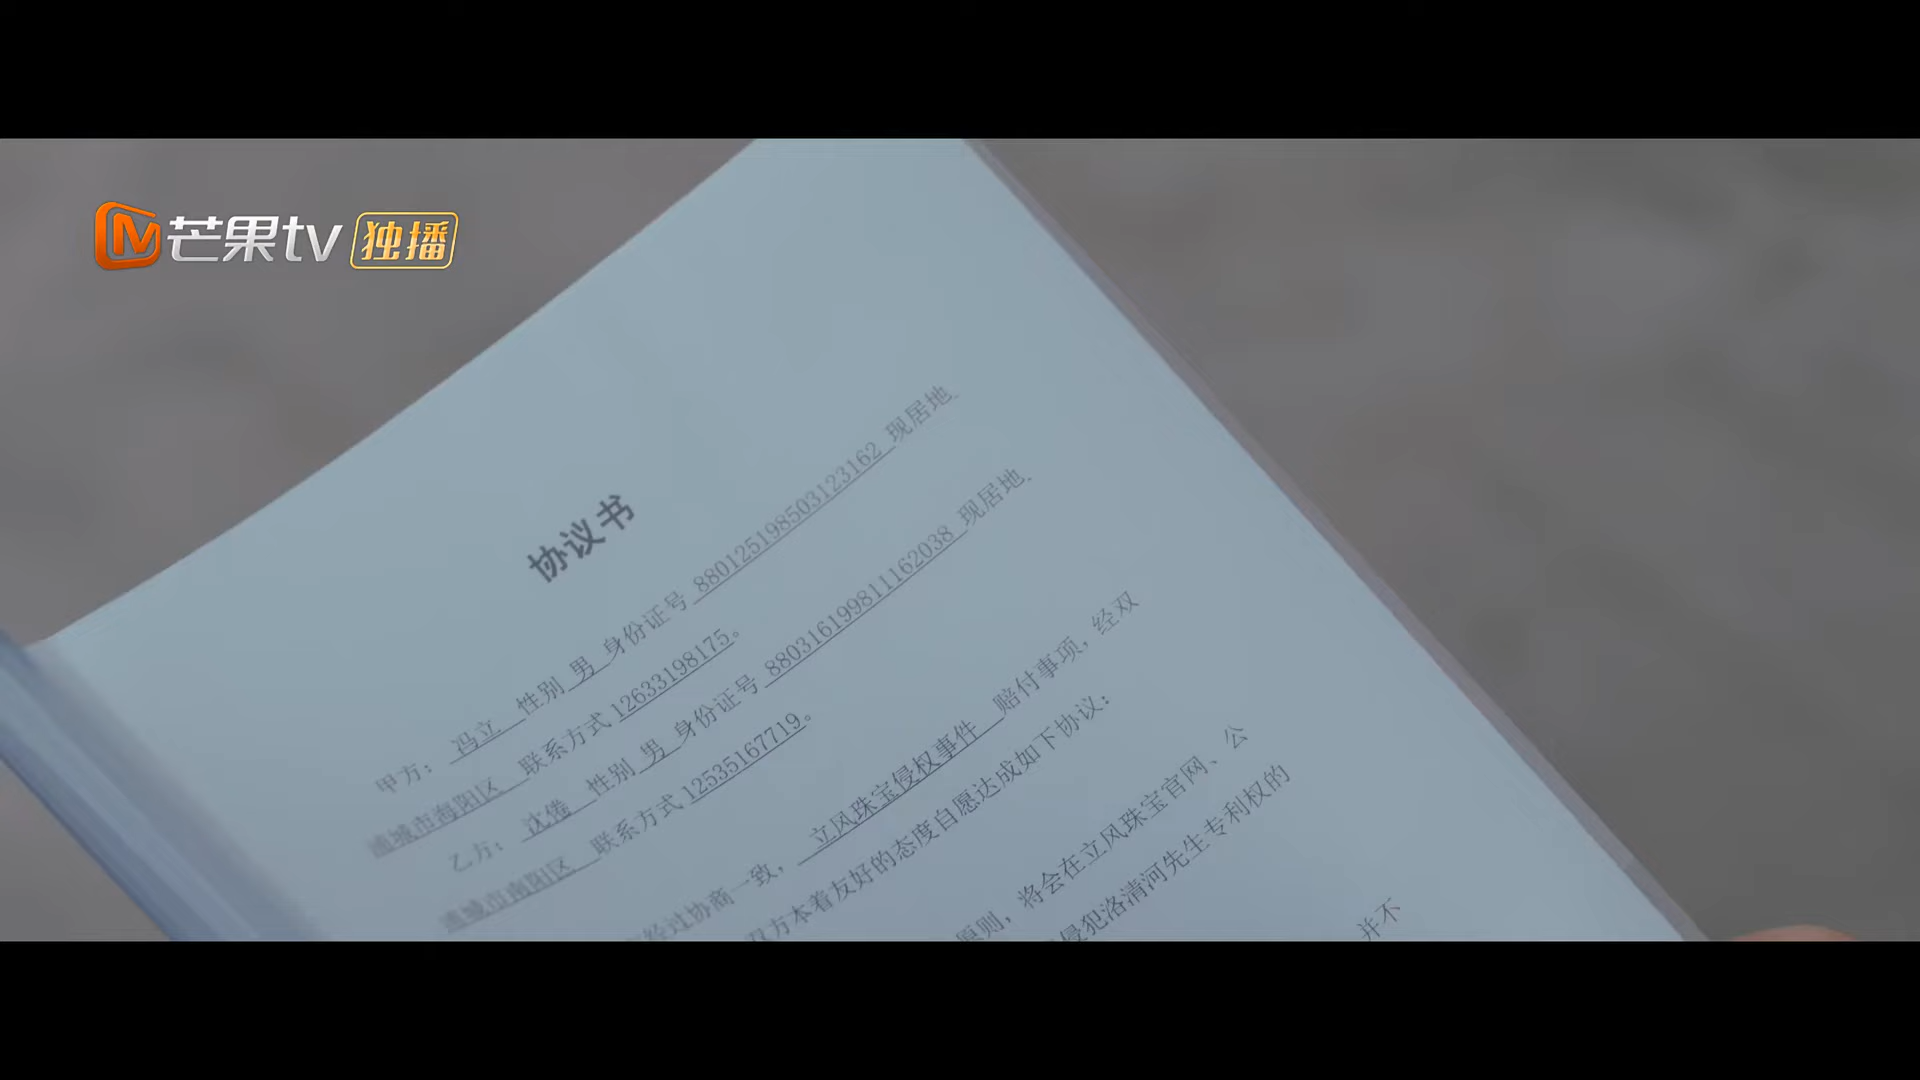 芒果tv 独播
协议书
甲方： 冯立 性别 男 身份证号 880125198503123162 现居地
浦城市海阳区 联系方式 12633198175。
乙方： 沈倦 性别 男 身份证号 880316199811162038 现居地
浦城市南阳区 联系方式 12535167719。
经过协商一致， 立风珠宝侵权事件 赔付事项，经双
双方本着友好的态度自愿达成如下协议：
原则，将会在立风珠宝官网、公
侵犯洛清河先生专利权的
并不